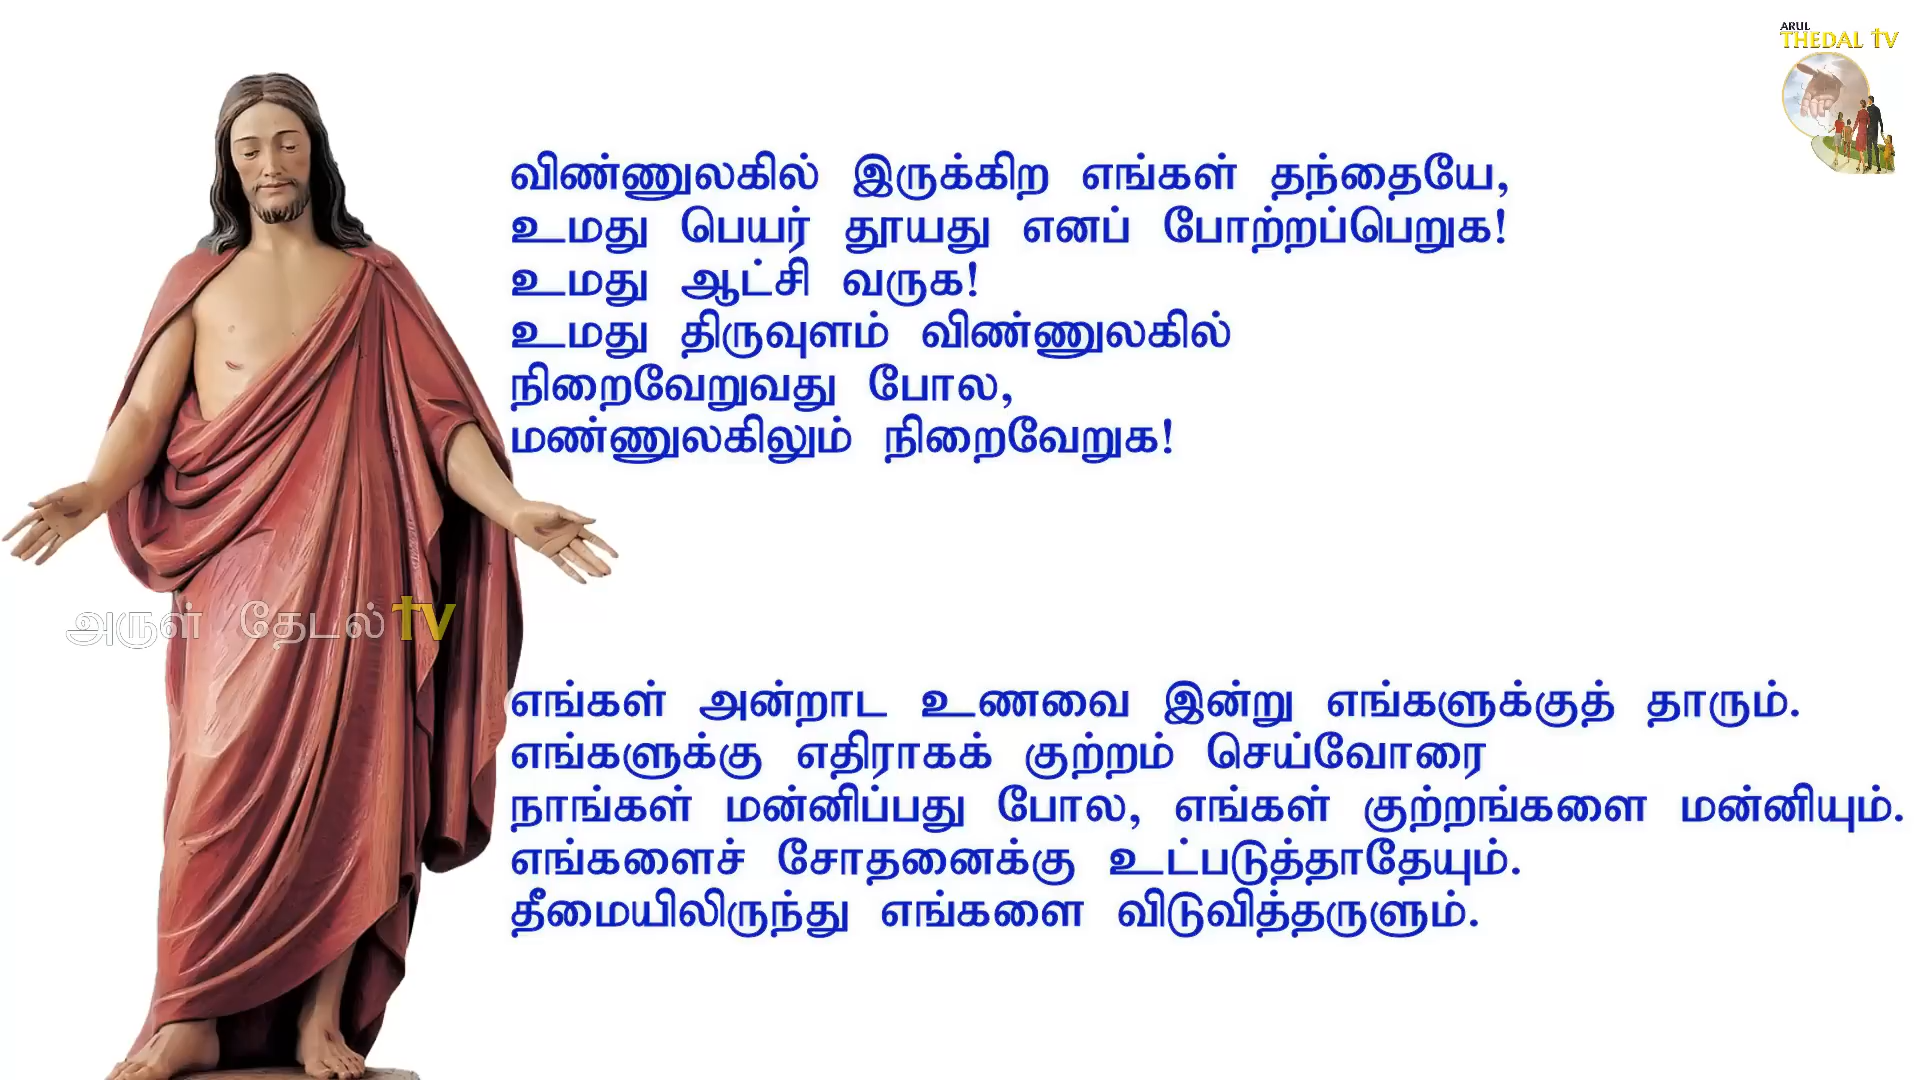 ARUL
THEDAL TV
விண்ணுலகில் இருக்கிற எங்கள் தந்தையே,
உமது பெயர் தூயது எனப் போற்றப்பெறுக!
உமது ஆட்சி வருக!
உமது திருவுளம் விண்ணுலகில்
நிறைவேறுவது போல,
மண்ணுலகிலும் நிறைவேறுக!
அருள் தேடல் TV
எங்கள் அன்றாட உணவை இன்று எங்களுக்குத் தாரும்.
எங்களுக்கு எதிராகக் குற்றம் செய்வோரை
நாங்கள் மன்னிப்பது போல, எங்கள் குற்றங்களை மன்னியும்.
எங்களைச் சோதனைக்கு உட்படுத்தாதேயும்.
தீமையிலிருந்து எங்களை விடுவித்தருளும்.